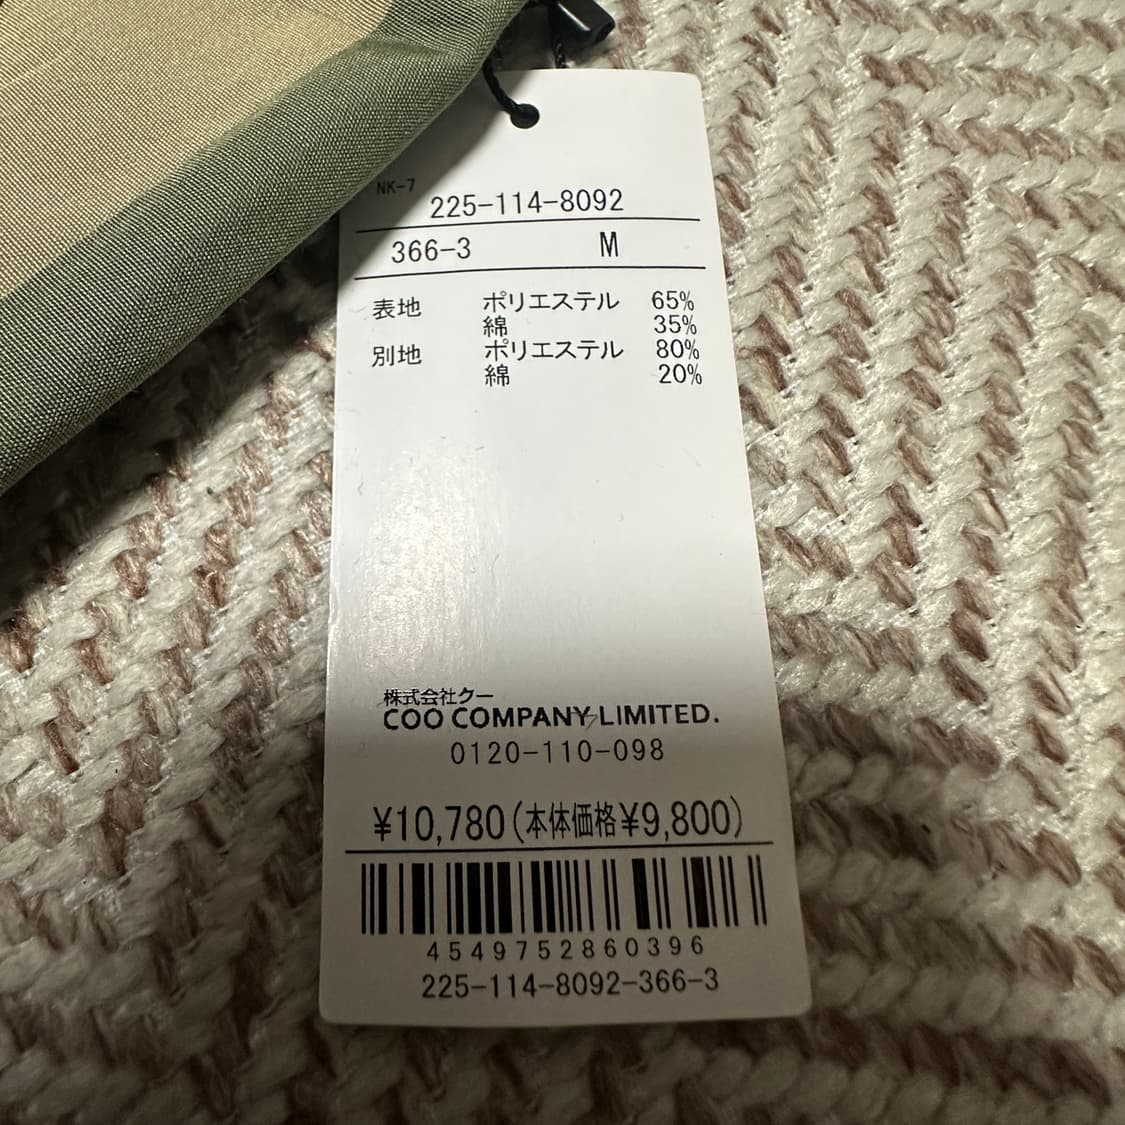 NK-7
225-114-8092
366-3 M
表地 ポリエステル 65%
綿 35%
別地 ポリエステル 80%
綿 20%
株式会社クー
COO COMPANY LIMITED.
0120-110-098
¥10,780(本体価格¥9,800)
4549752860396
225-114-8092-366-3